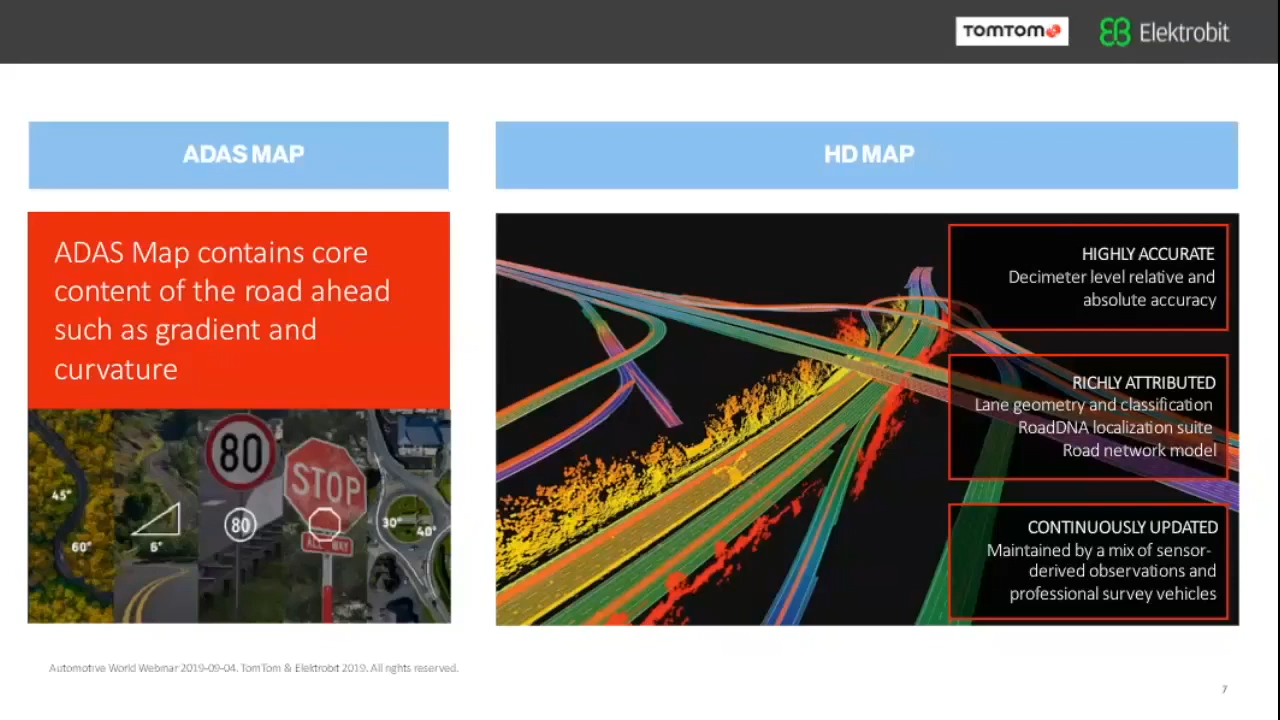 TOMTOM
EB Elektrobit
ADAS MAP
HD MAP
ADAS Map contains core
content of the road ahead
such as gradient and
curvature
80
STOP
45°
60°
6°
80
ALL WAY
30°
40°
HIGHLY ACCURATE
Decimeter level relative and
absolute accuracy
RICHLY ATTRIBUTED
Lane geometry and classification
RoadDNA localization suite
Road network model
CONTINUOUSLY UPDATED
Maintained by a mix of sensor-
derived observations and
professional survey vehicles
Automotive World Webinar 2019-09-04. TomTom & Elektrobit 2019. All rights reserved.
7